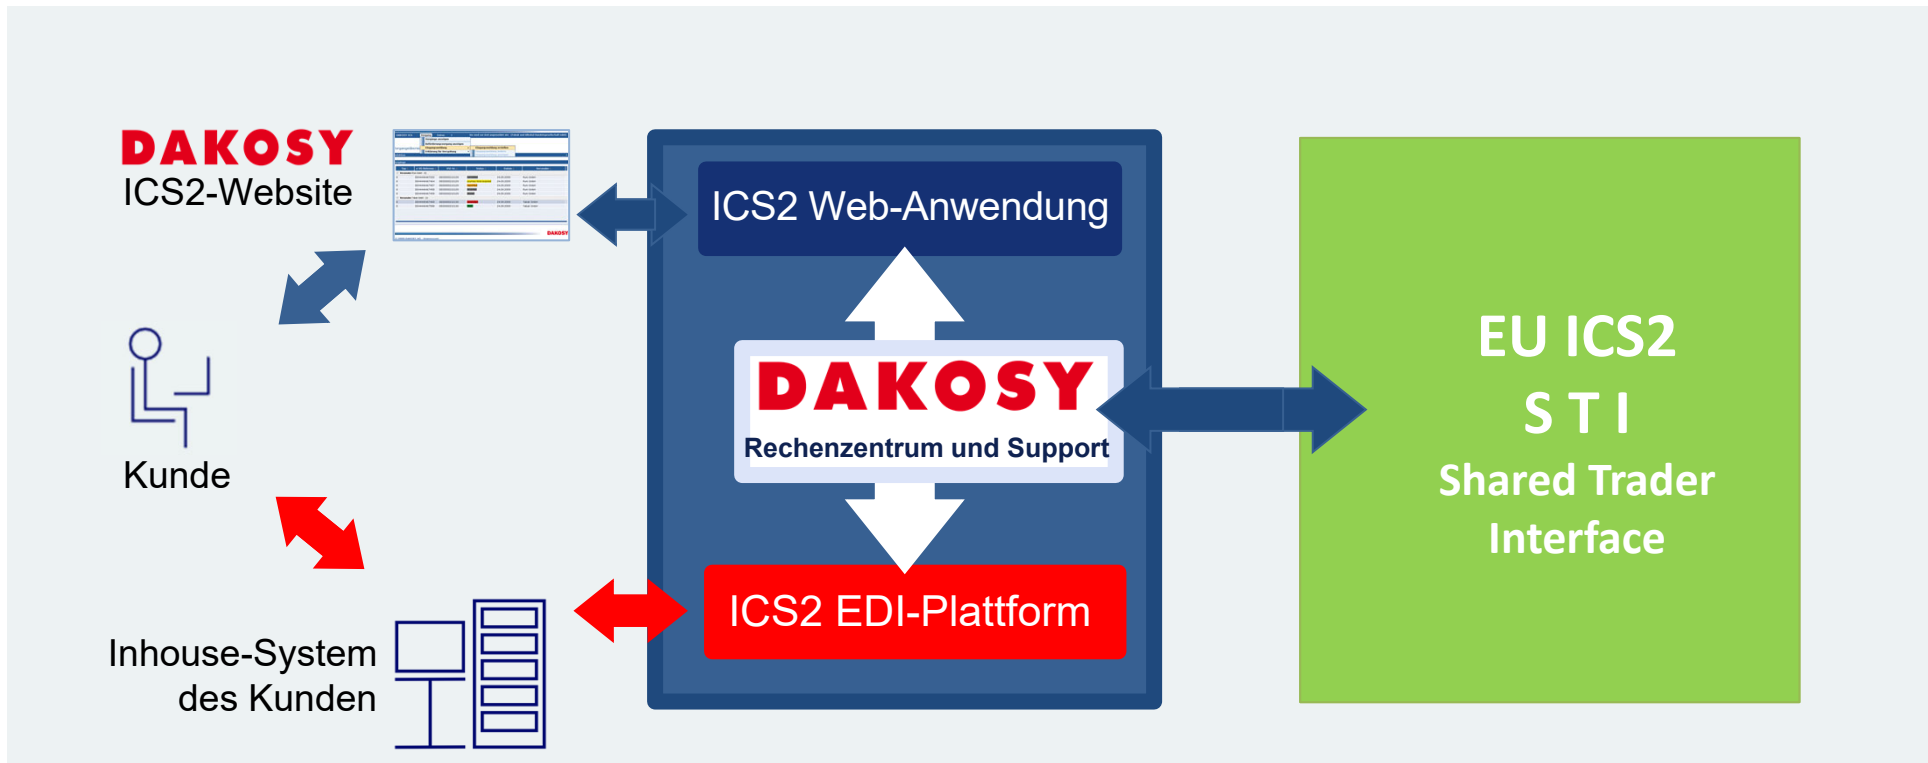 DAKOSY
ICS2-Website
Kunde
Inhouse-System
des Kunden
ICS2 Web-Anwendung
DAKOSY
Rechenzentrum und Support
ICS2 EDI-Plattform
EU ICS2
S T I
Shared Trader
Interface
DAKOSY